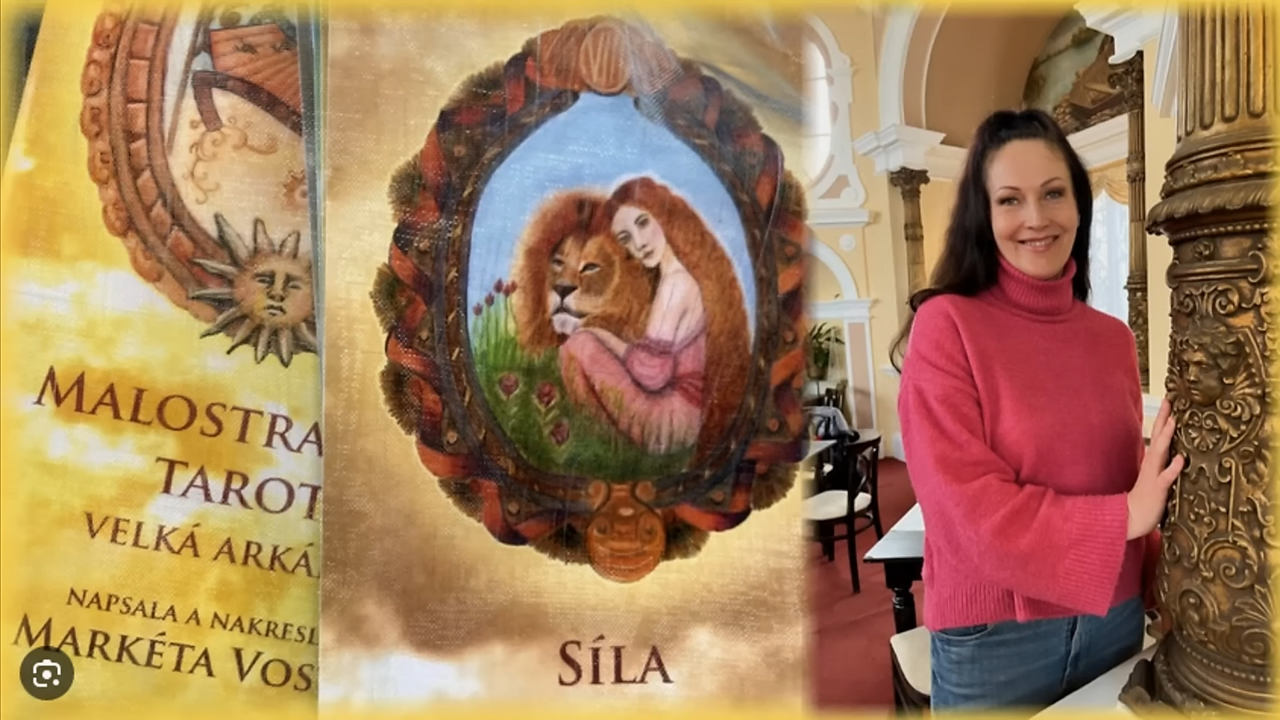 MALOSTRA
TAROT
VELKÁ ARKÁ
NAPSALA A NAKRESL
MARKÉTA VOS
SÍLA